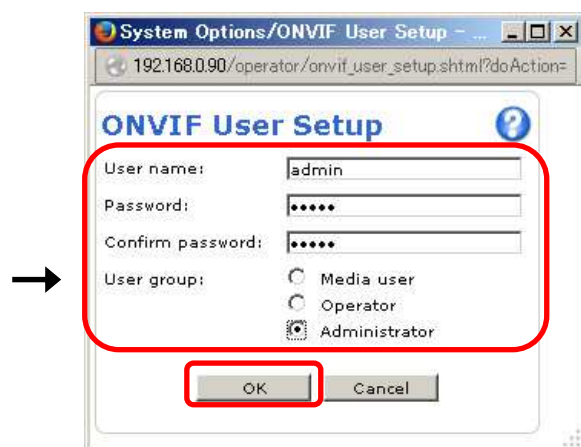 System Options/ONVIF User Setup - ...
192.168.0.90/operator/onvif_user_setup.shtml?doAction=
ONVIF User Setup
User name: admin
Password: •••••
Confirm password: •••••
User group: Media user
Operator
Administrator
OK Cancel